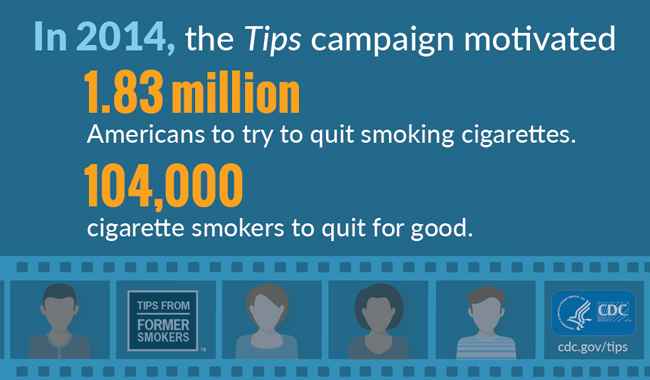 In 2014, the Tips campaign motivated
1.83 million
Americans to try to quit smoking cigarettes.
104,000
cigarette smokers to quit for good.
TIPS FROM
FORMER
SMOKERS
TM
CDC
cdc.gov/tips